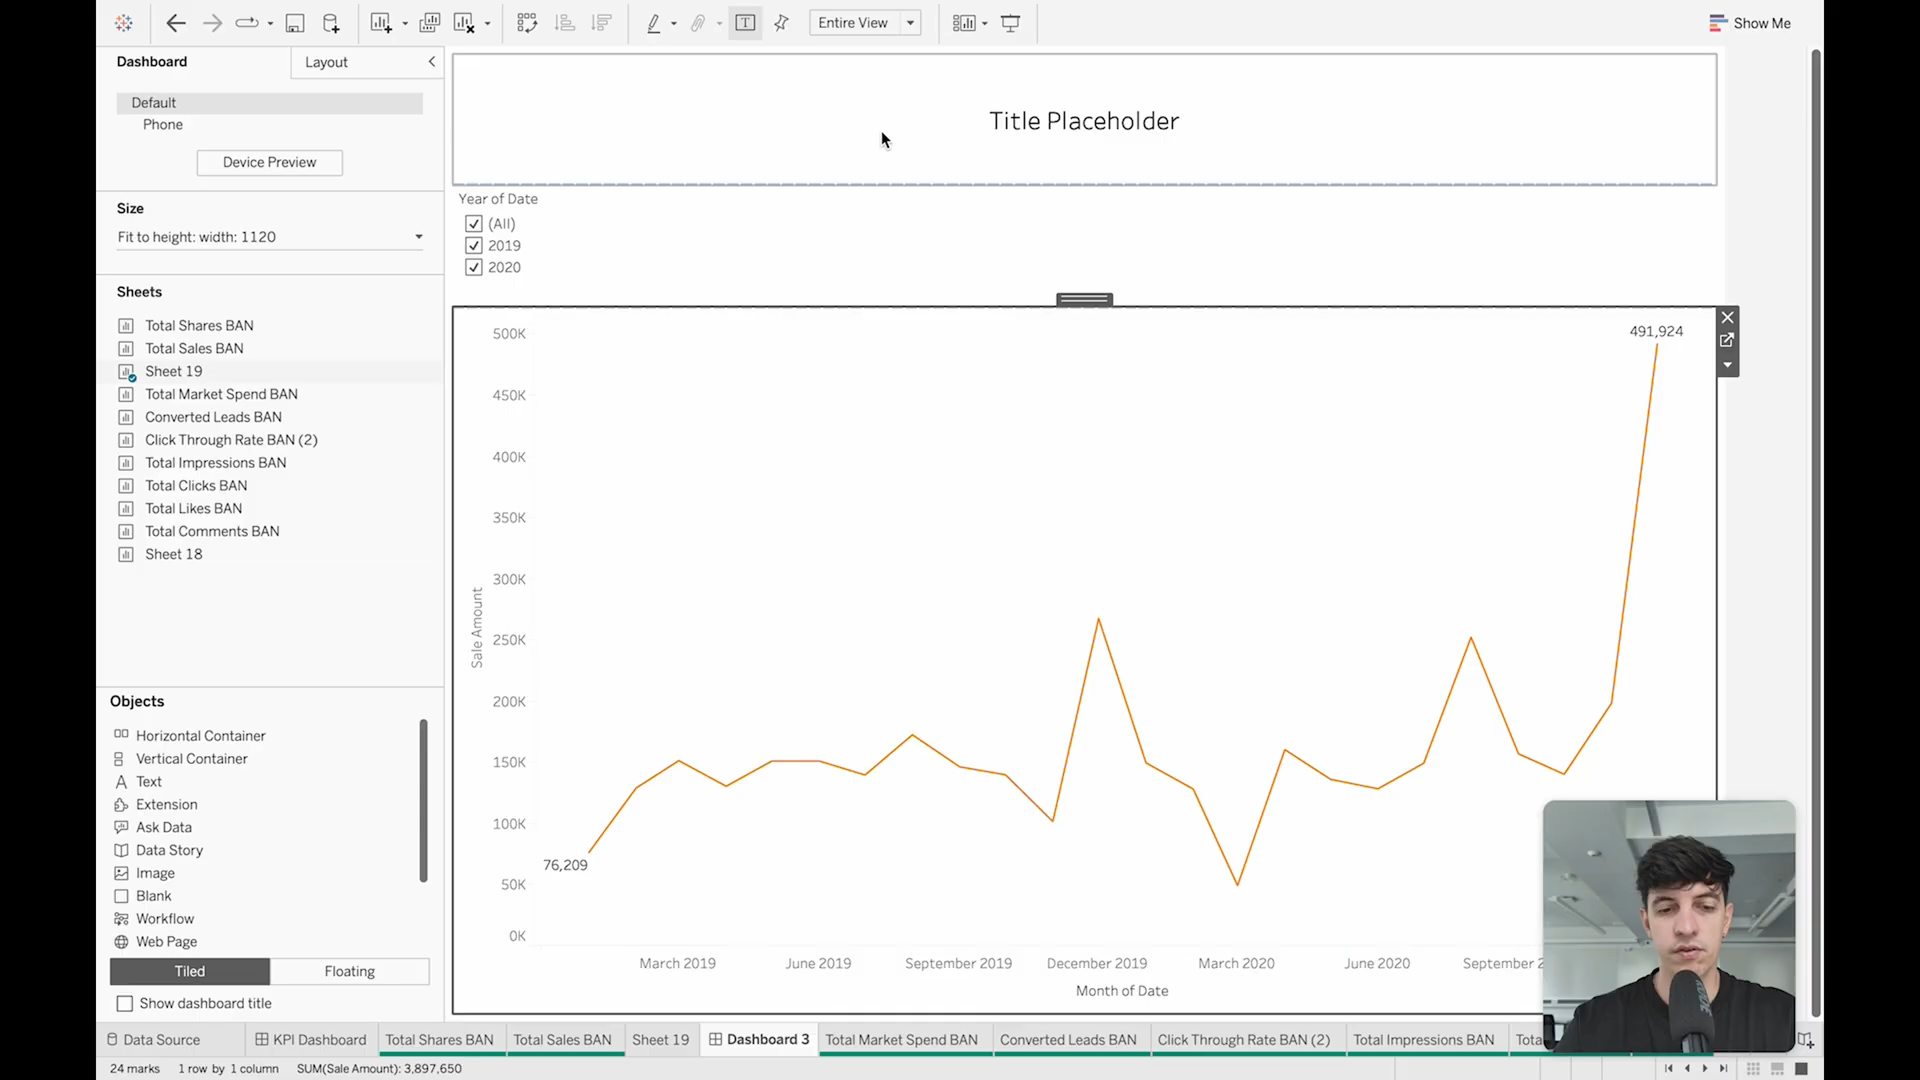 Entire View
Show Me
Dashboard
Layout
Default
Phone
Device Preview
Size
Fit to height: width: 1120
Sheets
Total Shares BAN
Total Sales BAN
Sheet 19
Total Market Spend BAN
Converted Leads BAN
Click Through Rate BAN (2)
Total Impressions BAN
Total Clicks BAN
Total Likes BAN
Total Comments BAN
Sheet 18
Objects
Horizontal Container
Vertical Container
Text
Extension
Ask Data
Data Story
Image
Blank
Workflow
Web Page
Tiled
Floating
Show dashboard title
Title Placeholder
Year of Date
(All)
2019
2020
500K
450K
400K
350K
300K
250K
200K
150K
100K
50K
0K
Sale Amount
491,924
76,209
March 2019
June 2019
September 2019
December 2019
March 2020
June 2020
September 2
Month of Date
Data Source
KPI Dashboard
Total Shares BAN
Total Sales BAN
Sheet 19
Dashboard 3
Total Market Spend BAN
Converted Leads BAN
Click Through Rate BAN (2)
Total Impressions BAN
Tota
24 marks
1 row by 1 column
SUM(Sale Amount): 3,897,650